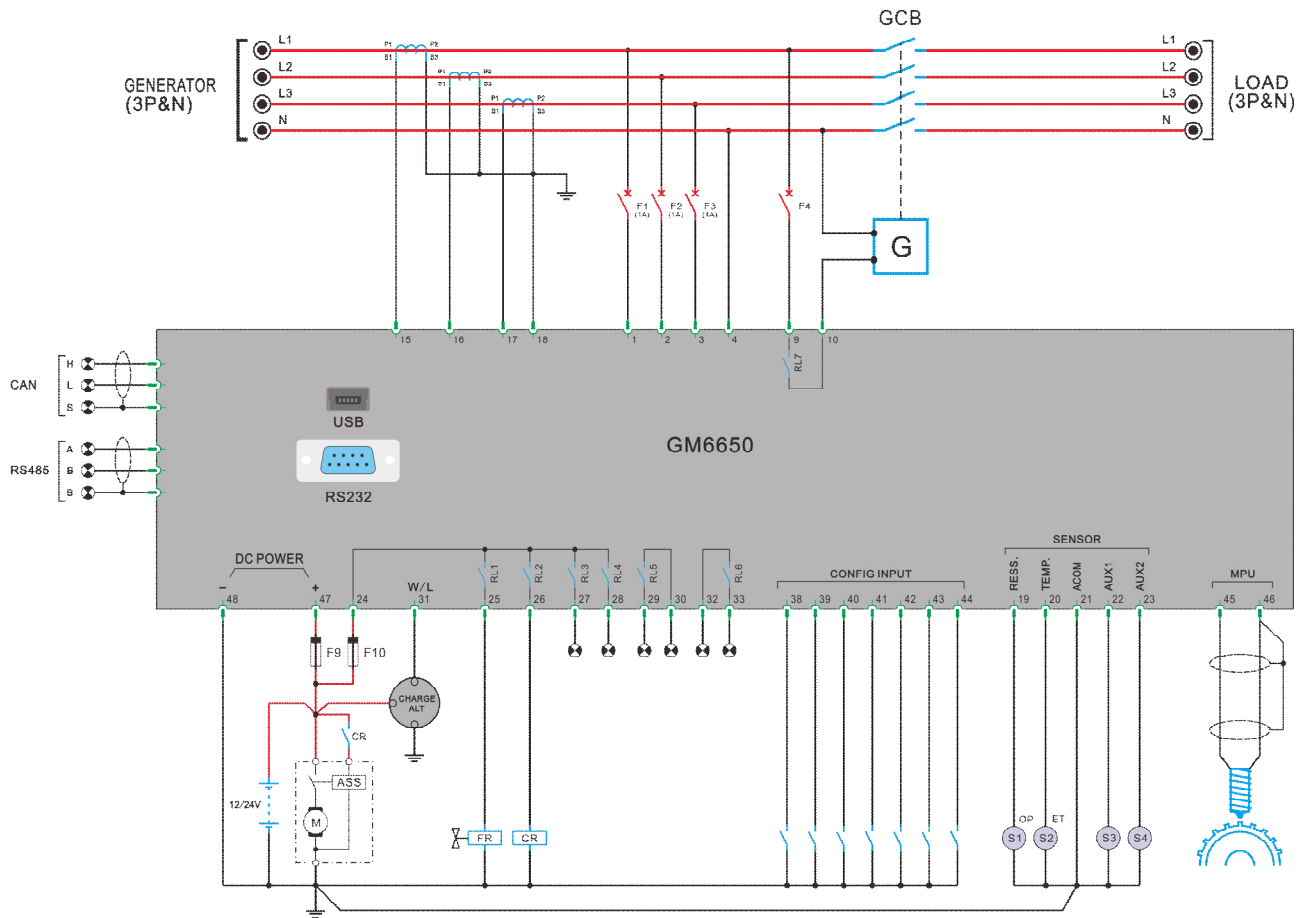 GCB
L1
P1 P2
S1 S3
L1
L2
P1 P2
S1 S3
L2
GENERATOR
(3P&N)
L3
P1 P2
S1 S3
L3
LOAD
(3P&N)
N
N
F1
(1A)
F2
(1A)
F3
(1A)
F4
G
15 16 17 18 1 2 3 4 9 10
RL7
CAN
H
L
S
USB
RS485
A
B
S
RS232
GM6650
DC POWER
- +
RL1 RL2 RL3 RL4 RL5 RL6
W/L
CONFIG INPUT
SENSOR
RESS. TEMP. ACOM AUX1 AUX2
MPU
48 47 24 31 25 26 27 28 29 30 32 33 38 39 40 41 42 43 44 19 20 21 22 23 45 46
F9 F10
CHARGE
ALT
CR
ASS
12/24V
M
FR
CR
OP
ET
S1 S2 S3 S4